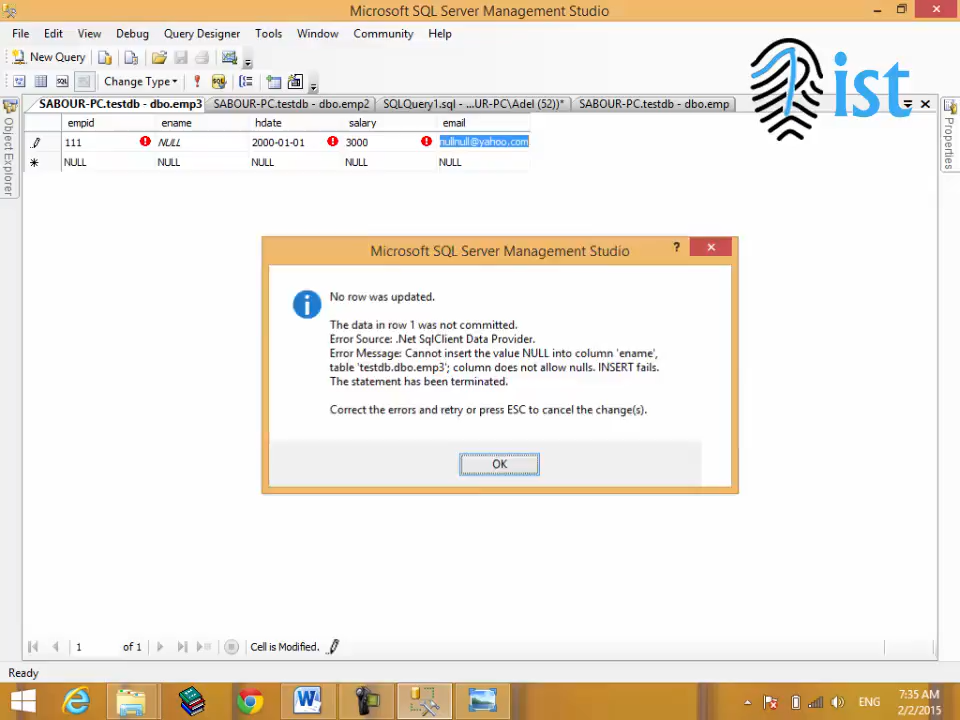 Microsoft SQL Server Management Studio
File Edit View Debug Query Designer Tools Window Community Help
New Query
SQL Change Type SQL
SABOUR-PC.testdb - dbo.emp3 SABOUR-PC.testdb - dbo.emp2 SQLQuery1.sql - ...UR-PC\Adel (52))* SABOUR-PC.testdb - dbo.emp
ist
Object Explorer
Properties
empid ename hdate salary email
111 NULL 2000-01-01 3000 nullnull@yahoo.com
NULL NULL NULL NULL NULL
Microsoft SQL Server Management Studio
No row was updated.
The data in row 1 was not committed.
Error Source: .Net SqlClient Data Provider.
Error Message: Cannot insert the value NULL into column 'ename',
table 'testdb.dbo.emp3'; column does not allow nulls. INSERT fails.
The statement has been terminated.
Correct the errors and retry or press ESC to cancel the change(s).
OK
1 of 1 Cell is Modified.
Ready
ENG
7:35 AM
2/2/2015